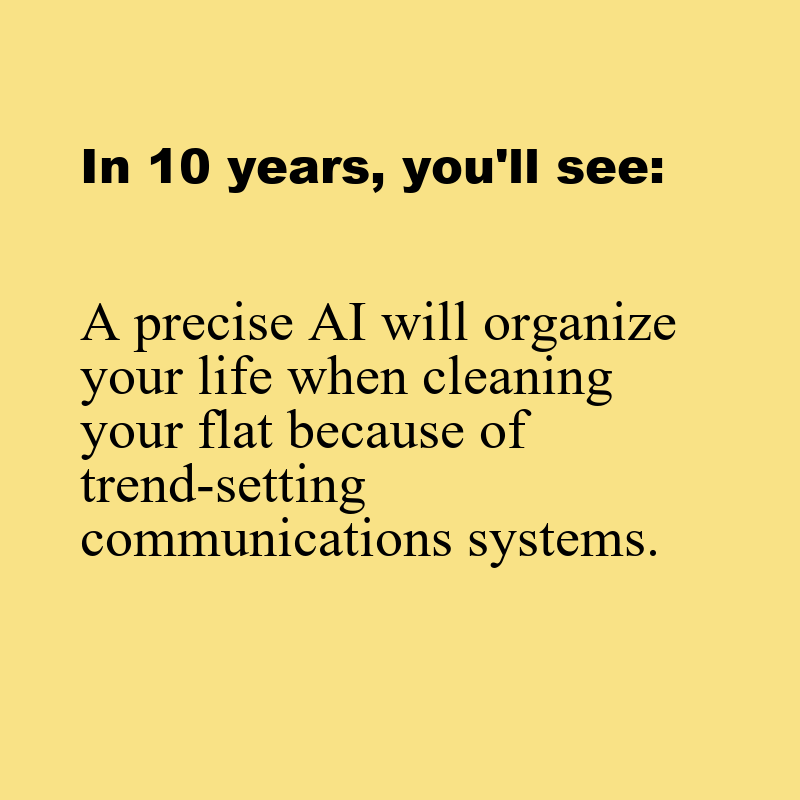 In 10 years, you'll see:
A precise AI will organize
your life when cleaning
your flat because of
trend-setting
communications systems.